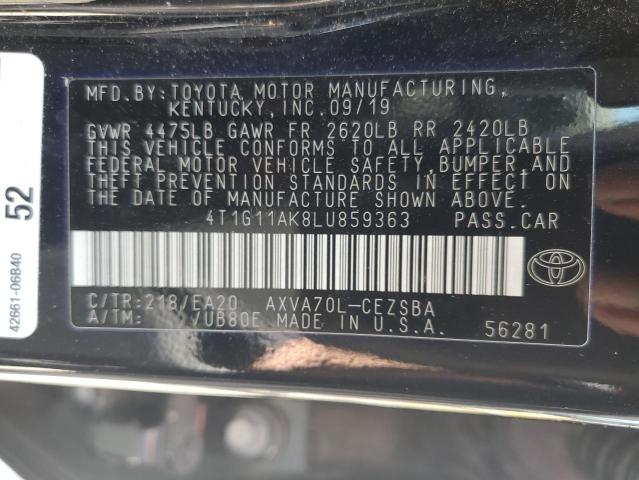 MFD.BY:TOYOTA MOTOR MANUFACTURING,
KENTUCKY,INC.09/19
GVWR 4475LB GAWR FR 2620LB RR 2420LB
THIS VEHICLE CONFORMS TO ALL APPLICABLE
FEDERAL MOTOR VEHICLE SAFETY,BUMPER,AND
THEFT PREVENTION STANDARDS IN EFFECT ON
THE DATE OF MANUFACTURE SHOWN ABOVE.
4T1G11AK8LU859363 PASS.CAR
C/TR:218/EA20 AXVA70L-CEZSBA
A/TM: /UB80E MADE IN U.S.A. 56281
52
42661-06B40